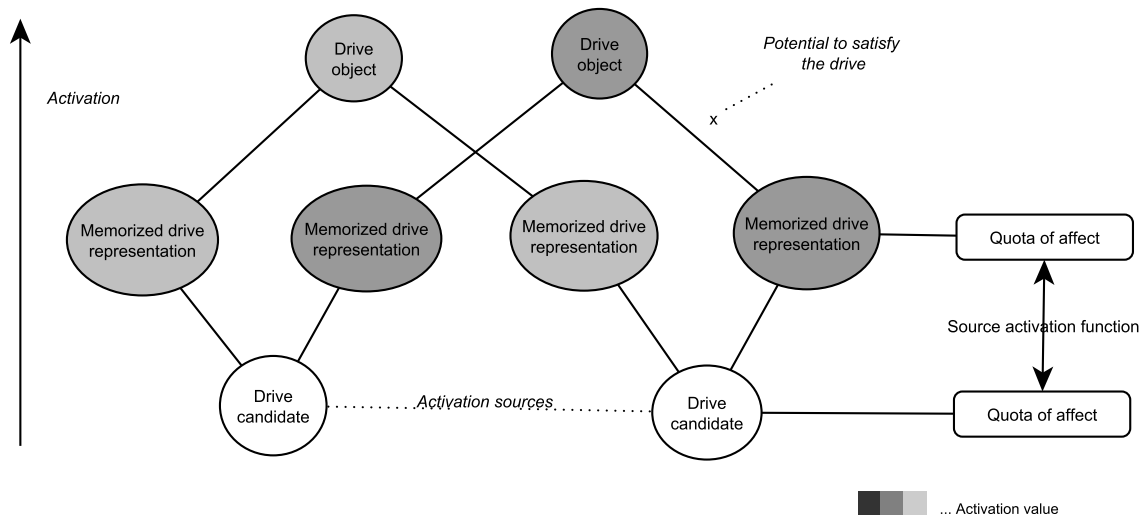 Drive
object
Drive
object
Potential to satisfy
the drive
Activation
x
Memorized drive
representation
Memorized drive
representation
Memorized drive
representation
Memorized drive
representation
Quota of affect
Source activation function
Drive
candidate
Activation sources
Drive
candidate
Quota of affect
... Activation value